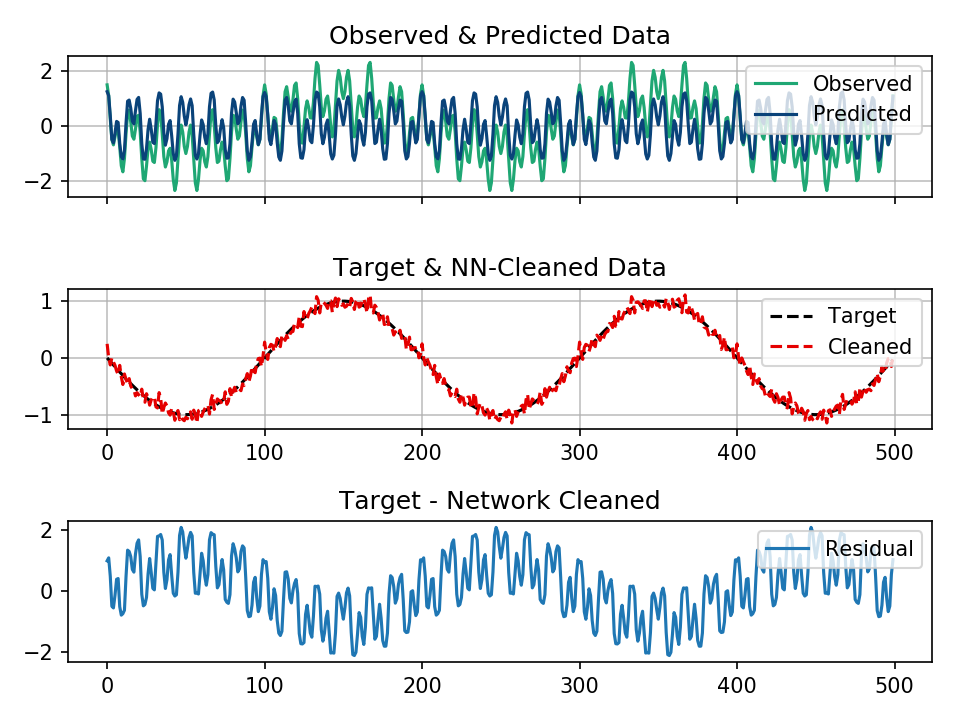 Observed & Predicted Data
2
0
−2
Observed
Predicted
Target & NN-Cleaned Data
1
0
−1
Target
Cleaned
0 100 200 300 400 500
Target - Network Cleaned
2
0
−2
Residual
0 100 200 300 400 500